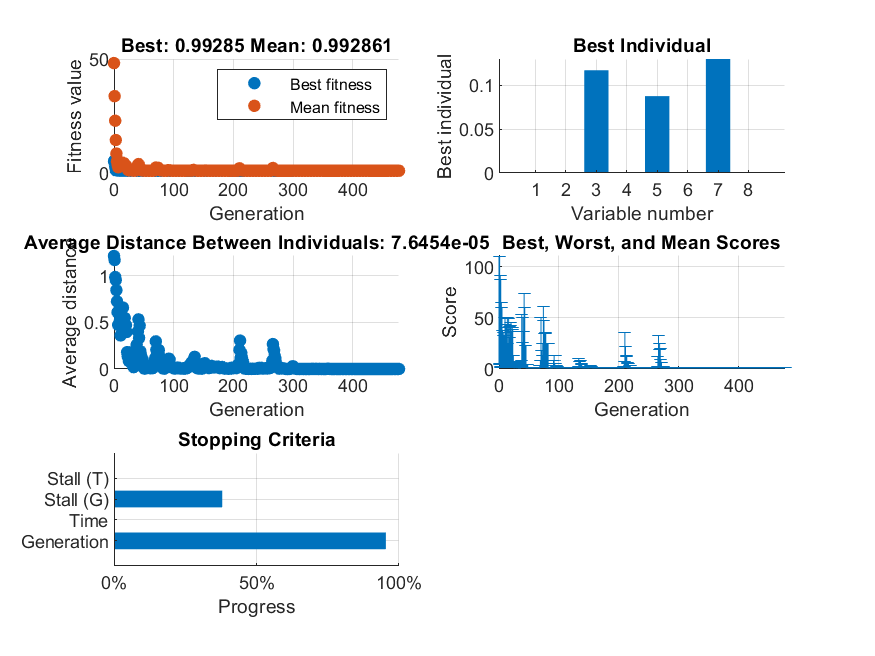 Best: 0.99285 Mean: 0.992861
Fitness value
50
0
Best fitness
Mean fitness
0 100 200 300 400
Generation
Best Individual
Best individual
0.1
0.05
0
1 2 3 4 5 6 7 8
Variable number
Average Distance Between Individuals: 7.6454e-05
Average distance
1
0.5
0
0 100 200 300 400
Generation
Best, Worst, and Mean Scores
Score
100
50
0
0 100 200 300 400
Generation
Stopping Criteria
Stall (T)
Stall (G)
Time
Generation
0% 50% 100%
Progress